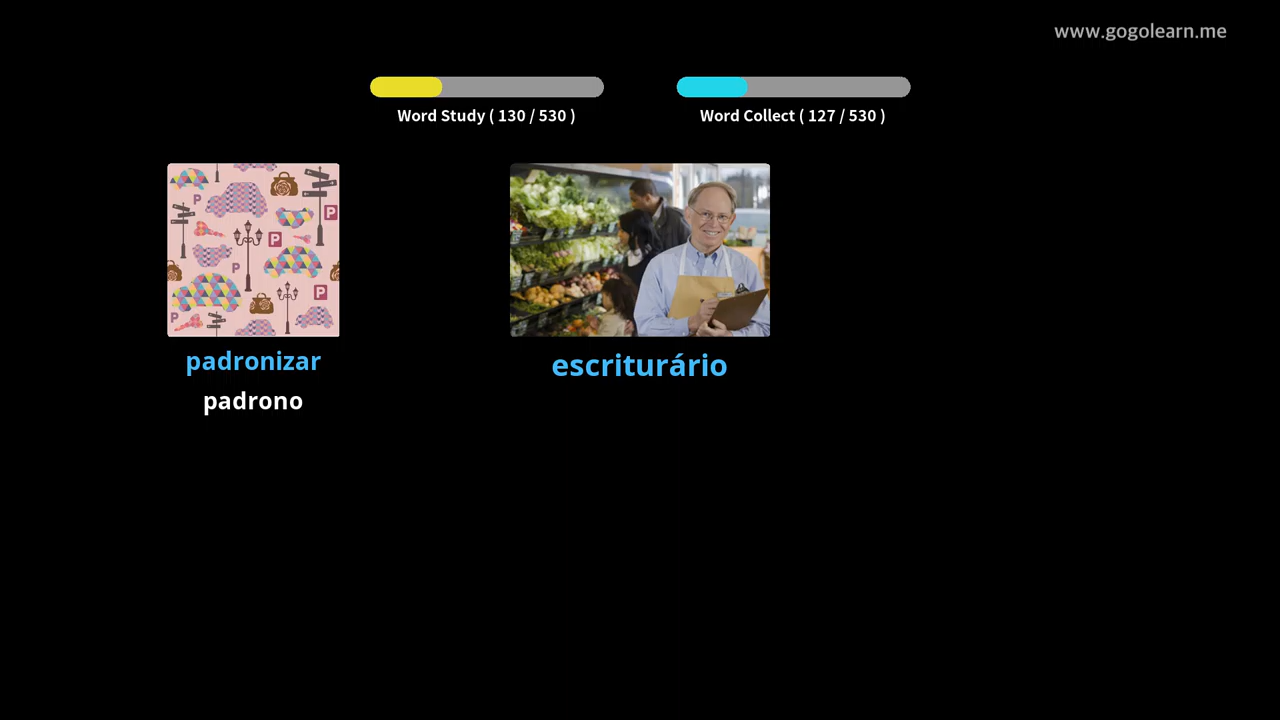 www.gogolearn.me
Word Study ( 130 / 530 )
Word Collect ( 127 / 530 )
P
P
P
P
P
P
padronizar
padrono
escriturário